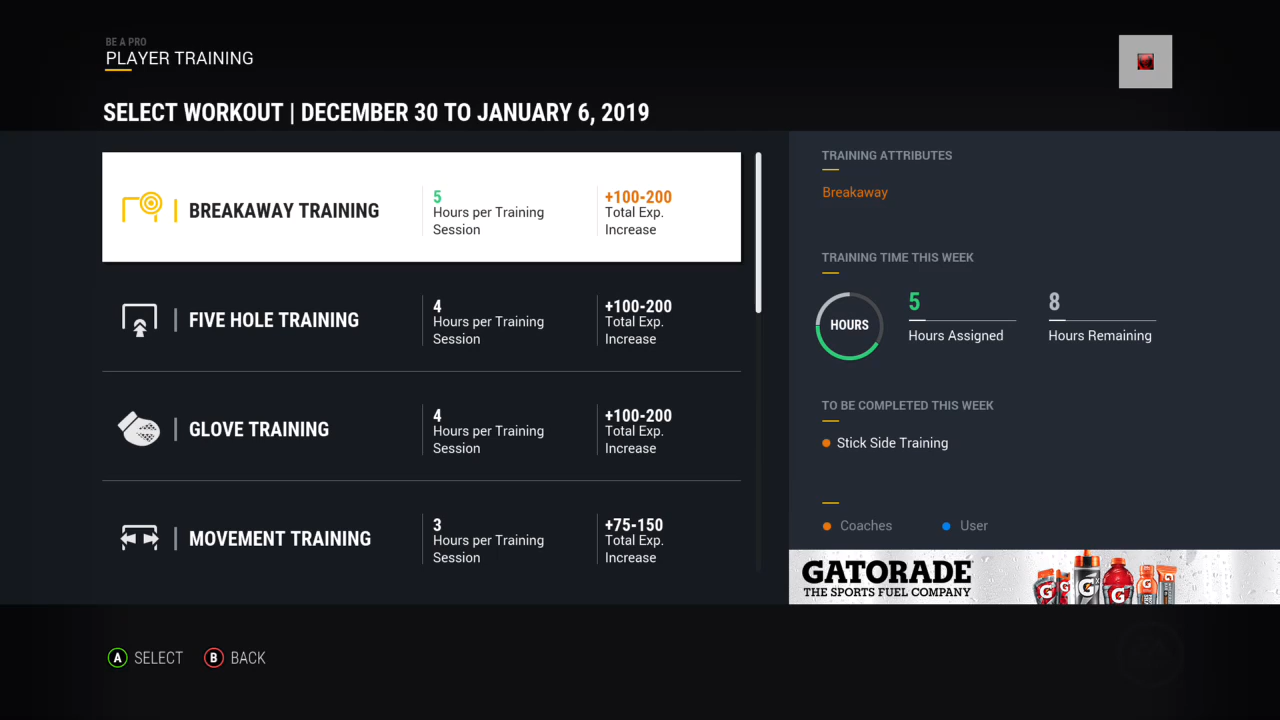 BE A PRO
PLAYER TRAINING
SELECT WORKOUT | DECEMBER 30 TO JANUARY 6, 2019
BREAKAWAY TRAINING
5
Hours per Training
Session
+100-200
Total Exp.
Increase
FIVE HOLE TRAINING
4
Hours per Training
Session
+100-200
Total Exp.
Increase
GLOVE TRAINING
4
Hours per Training
Session
+100-200
Total Exp.
Increase
MOVEMENT TRAINING
3
Hours per Training
Session
+75-150
Total Exp.
Increase
TRAINING ATTRIBUTES
Breakaway
TRAINING TIME THIS WEEK
HOURS
5
Hours Assigned
8
Hours Remaining
TO BE COMPLETED THIS WEEK
Stick Side Training
Coaches
User
GATORADE
THE SPORTS FUEL COMPANY
G G G G
A SELECT
B BACK